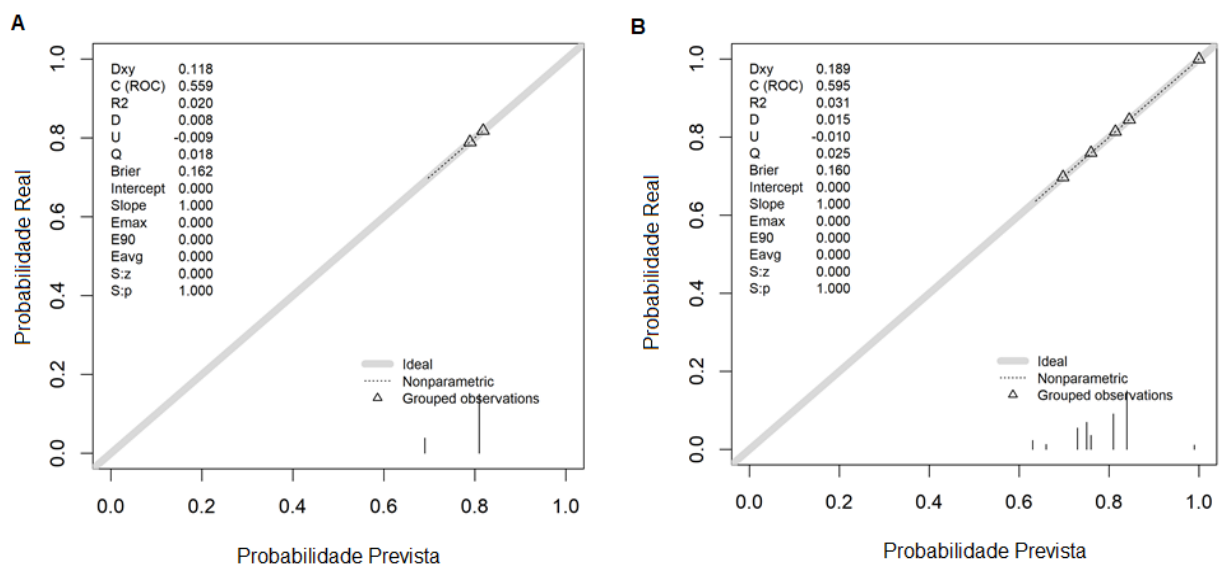 A
Dxy 0.118
C (ROC) 0.559
R2 0.020
D 0.008
U -0.009
Q 0.018
Brier 0.162
Intercept 0.000
Slope 1.000
Emax 0.000
E90 0.000
Eavg 0.000
S:z 0.000
S:p 1.000
Ideal
Nonparametric
Grouped observations
Probabilidade Real
0.0 0.2 0.4 0.6 0.8 1.0
0.0 0.2 0.4 0.6 0.8 1.0
Probabilidade Prevista
B
Dxy 0.189
C (ROC) 0.595
R2 0.031
D 0.015
U -0.010
Q 0.025
Brier 0.160
Intercept 0.000
Slope 1.000
Emax 0.000
E90 0.000
Eavg 0.000
S:z 0.000
S:p 1.000
Ideal
Nonparametric
Grouped observations
Probabilidade Real
0.0 0.2 0.4 0.6 0.8 1.0
0.0 0.2 0.4 0.6 0.8 1.0
Probabilidade Prevista